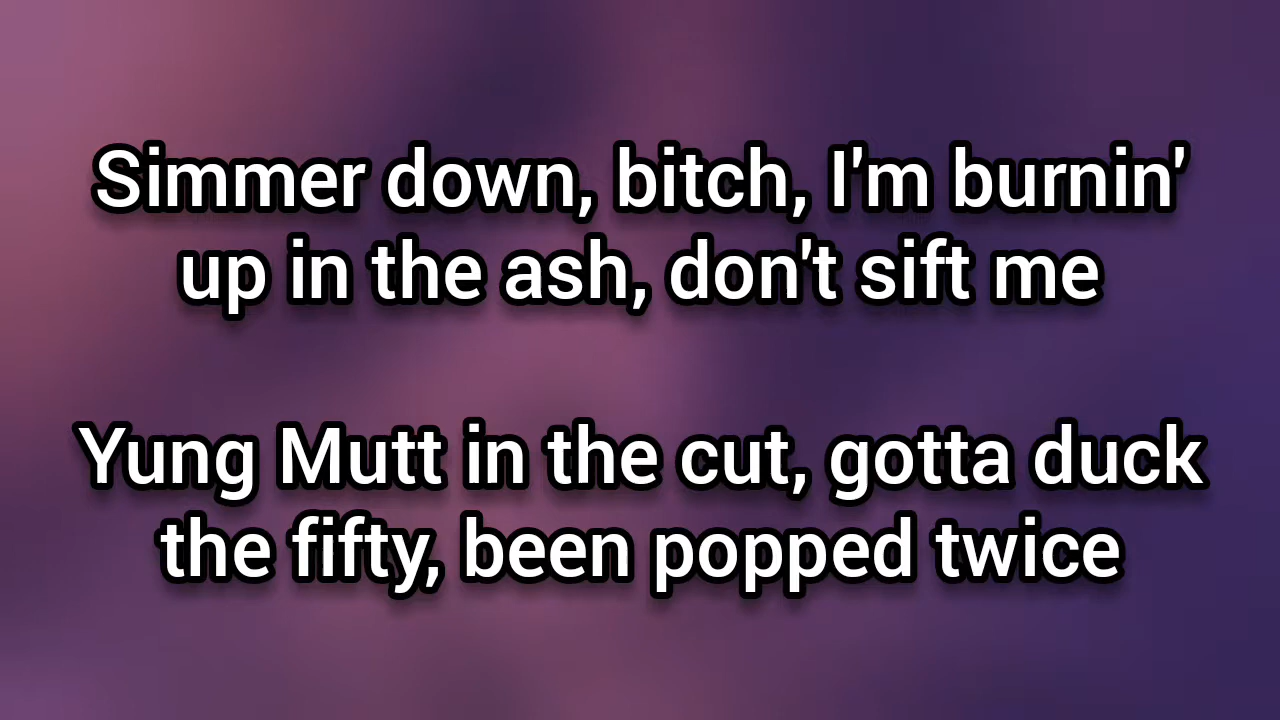 Simmer down, bitch, I'm burnin'
up in the ash, don't sift me
Yung Mutt in the cut, gotta duck
the fifty, been popped twice